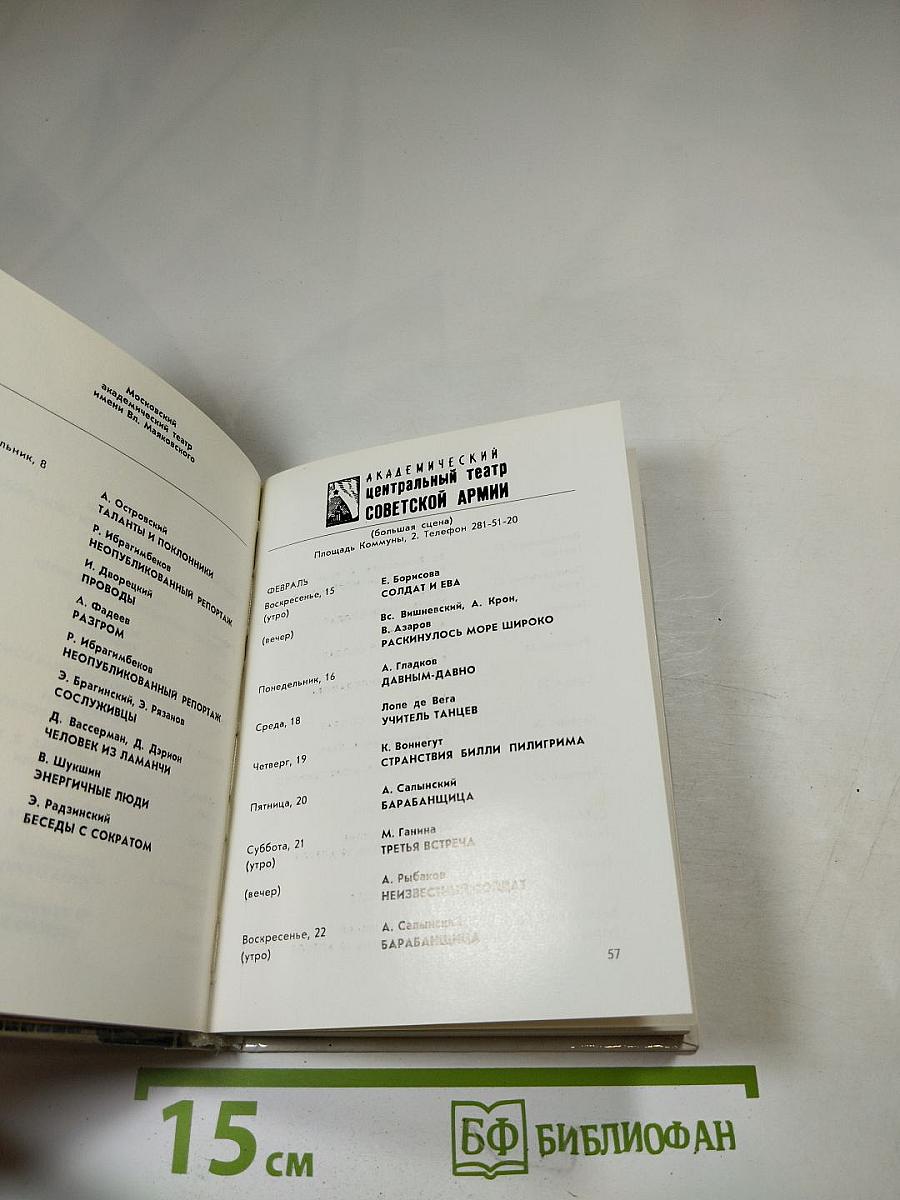 Московский
академический театр
имени Вл. Маяковского
льник, 8
А. Островский
ТАЛАНТЫ И ПОКЛОННИКИ
Р. Ибрагимбеков
НЕОПУБЛИКОВАННЫЙ РЕПОРТАЖ
И. Дворецкий
ПРОВОДЫ
А. Фадеев
РАЗГРОМ
Р. Ибрагимбеков
НЕОПУБЛИКОВАННЫЙ РЕПОРТАЖ
Э. Брагинский, Э. Рязанов
СОСЛУЖИВЦЫ
Д. Вассерман, Д. Дэрион
ЧЕЛОВЕК ИЗ ЛАМАНЧИ
В. Шукшин
ЭНЕРГИЧНЫЕ ЛЮДИ
Э. Радзинский
БЕСЕДЫ С СОКРАТОМ
АКАДЕМИЧЕСКИЙ
центральный театр
СОВЕТСКОЙ АРМИИ
(большая сцена)
Площадь Коммуны, 2. Телефон 281-51-20
ФЕВРАЛЬ
Воскресенье, 15 Е. Борисова
(утро) СОЛДАТ И ЕВА
(вечер) Вс. Вишневский, А. Крон,
В. Азаров
РАСКИНУЛОСЬ МОРЕ ШИРОКО
Понедельник, 16 А. Гладков
ДАВНЫМ-ДАВНО
Среда, 18 Лопе де Вега
УЧИТЕЛЬ ТАНЦЕВ
Четверг, 19 К. Воннегут
СТРАНСТВИЯ БИЛЛИ ПИЛИГРИМА
Пятница, 20 А. Салынский
БАРАБАНЩИЦА
Суббота, 21 М. Ганина
(утро) ТРЕТЬЯ ВСТРЕЧА
(вечер) А. Рыбаков
НЕИЗВЕСТНЫЙ СОЛДАТ
Воскресенье, 22 А. Салынский
(утро) БАРАБАНЩИЦА
57
15 см
БФ БИБЛИОФАН